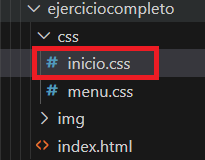 ejerciciocompleto
css
# inicio.css
# menu.css
img
<> index.html